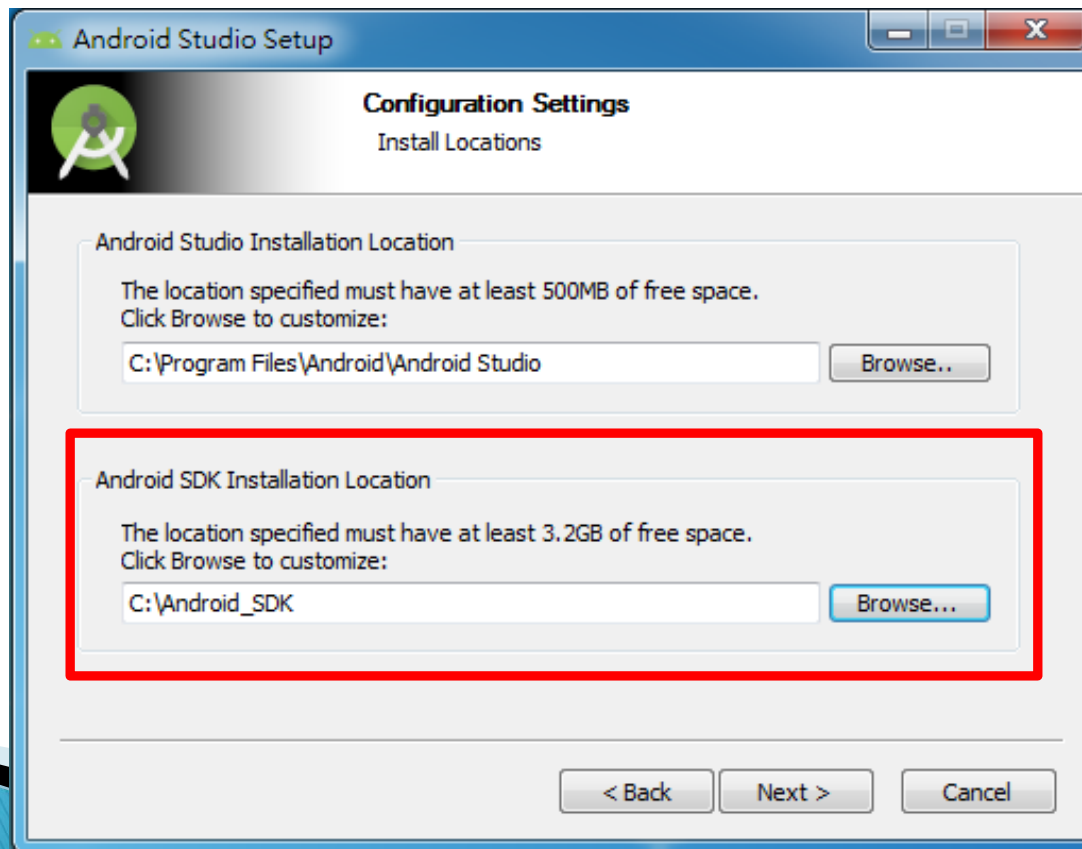 Android Studio Setup
Configuration Settings
Install Locations
Android Studio Installation Location
The location specified must have at least 500MB of free space.
Click Browse to customize:
C:\Program Files\Android\Android Studio
Browse..
Android SDK Installation Location
The location specified must have at least 3.2GB of free space.
Click Browse to customize:
C:\Android_SDK
Browse...
< Back
Next >
Cancel